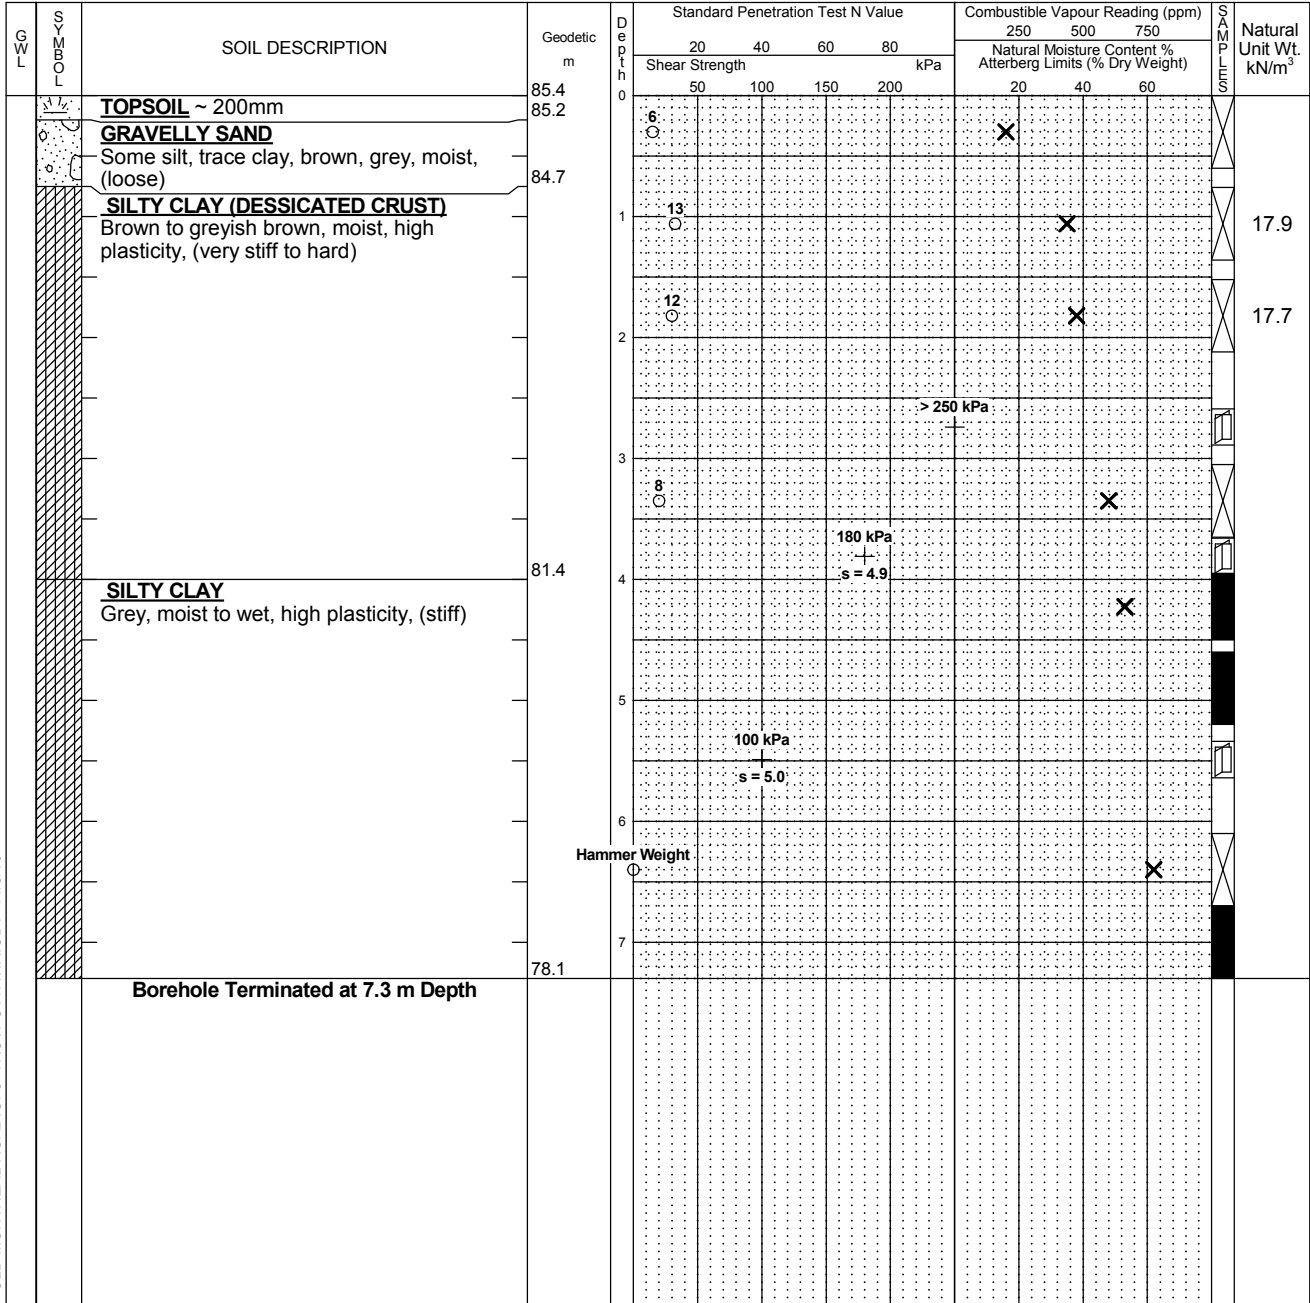 GWL
SYMBOL
SOIL DESCRIPTION
Geodetic
m
Depth
Standard Penetration Test N Value
20 40 60 80
Shear Strength kPa
50 100 150 200
Combustible Vapour Reading (ppm)
250 500 750
Natural Moisture Content %
Atterberg Limits (% Dry Weight)
20 40 60
SAMPLES
Natural
Unit Wt.
kN/m³
85.4
0
TOPSOIL ~ 200mm
85.2
GRAVELLY SAND
6
Some silt, trace clay, brown, grey, moist,
(loose)
84.7
SILTY CLAY (DESSICATED CRUST)
Brown to greyish brown, moist, high
plasticity, (very stiff to hard)
1
13
17.9
12
17.7
2
> 250 kPa
3
8
180 kPa
s = 4.9
81.4
4
SILTY CLAY
Grey, moist to wet, high plasticity, (stiff)
5
100 kPa
s = 5.0
6
Hammer Weight
7
78.1
Borehole Terminated at 7.3 m Depth